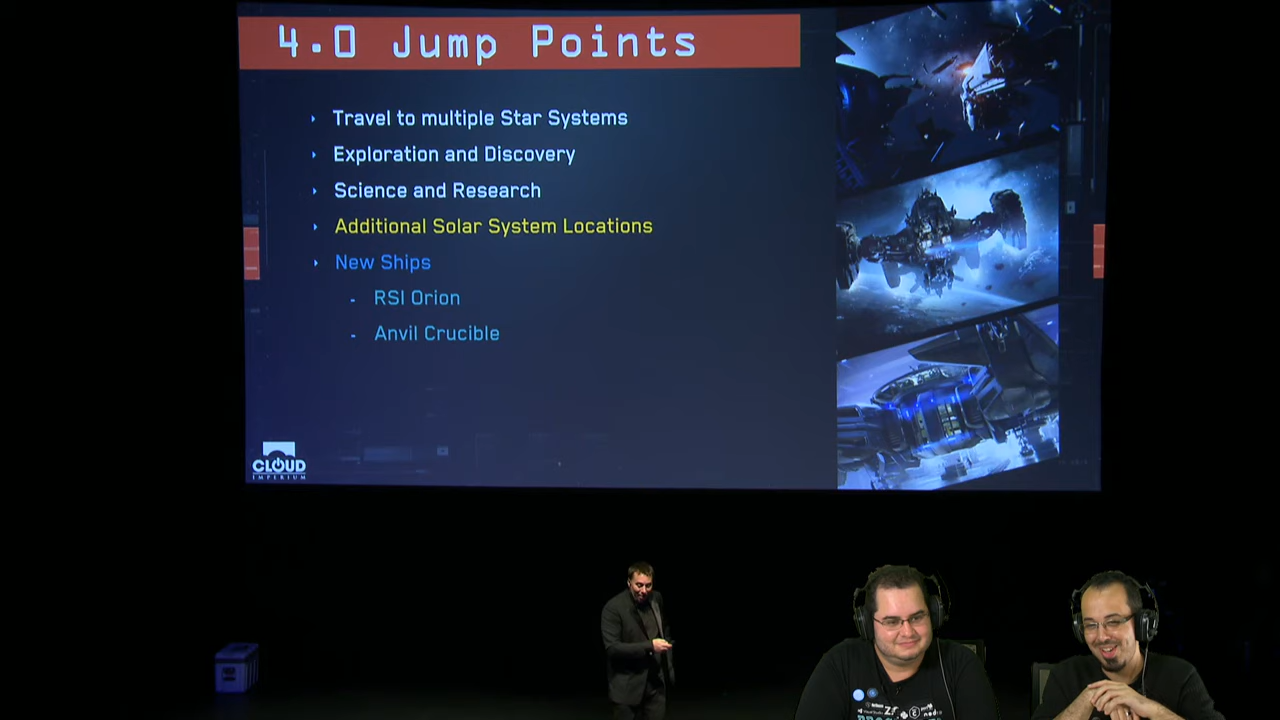 4.0 Jump Points
Travel to multiple Star Systems
Exploration and Discovery
Science and Research
Additional Solar System Locations
New Ships
- RSI Orion
- Anvil Crucible
CLOUD
IMPERIUM